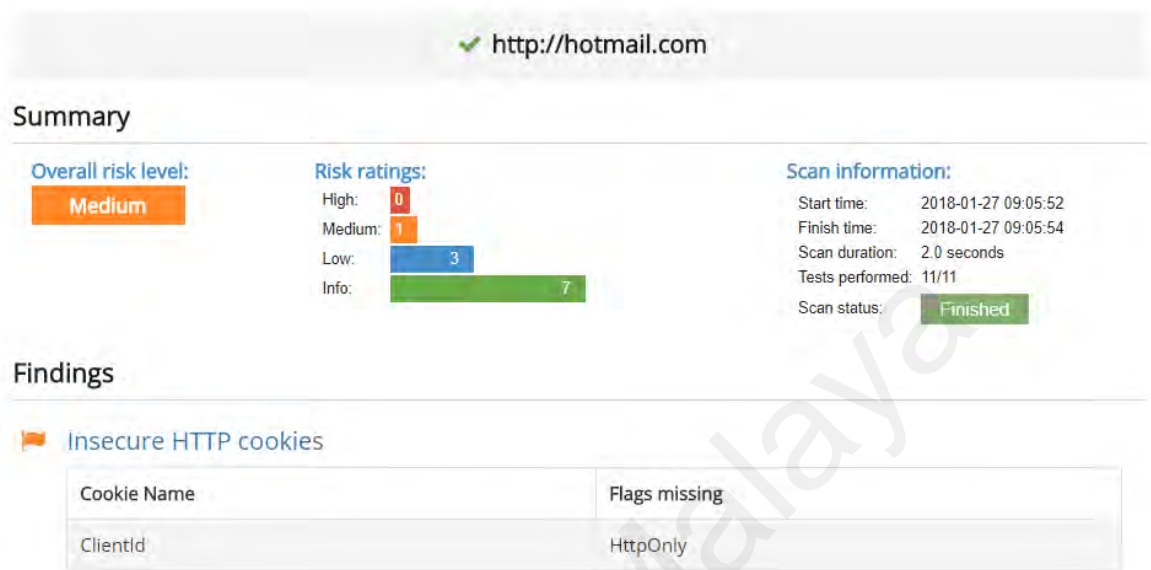 http://hotmail.com
Summary
Overall risk level:
Medium
Risk ratings:
High: 0
Medium: 1
Low: 3
Info: 7
Scan information:
Start time: 2018-01-27 09:05:52
Finish time: 2018-01-27 09:05:54
Scan duration: 2.0 seconds
Tests performed: 11/11
Scan status: Finished
Findings
Insecure HTTP cookies
Cookie Name Flags missing
ClientId HttpOnly
Malaya